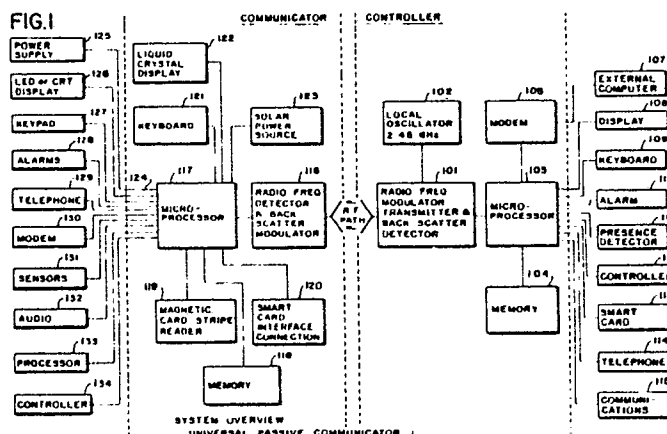 FIG.1
COMMUNICATOR
CONTROLLER
125
POWER SUPPLY
126
LED or CRT DISPLAY
127
KEYPAD
128
ALARMS
129
TELEPHONE
130
MODEM
131
SENSORS
132
AUDIO
133
PROCESSOR
134
CONTROLLER
122
LIQUID
CRYSTAL
DISPLAY
121
KEYBOARD
123
SOLAR
POWER
SOURCE
124
117
MICRO-
PROCESSOR
116
RADIO FREQ
DETECTOR
& BACK
SCATTER
MODULATOR
119
MAGNETIC
CARD STRIPE
READER
120
SMART
CARD
INTERFACE
CONNECTION
118
MEMORY
RF
PATH
102
LOCAL
OSCILLATOR
2.45 GHz
106
MODEM
101
RADIO FREQ
MODULATOR
TRANSMITTER &
BACK SCATTER
DETECTOR
105
MICRO-
PROCESSOR
104
MEMORY
107
EXTERNAL
COMPUTER
108
DISPLAY
109
KEYBOARD
ALARM
PRESENCE
DETECTOR
CONTROLLER
SMART
CARD
114
TELEPHONE
COMMUNI-
CATIONS
SYSTEM OVERVIEW
UNIVERSAL PASSIVE COMMUNICATOR